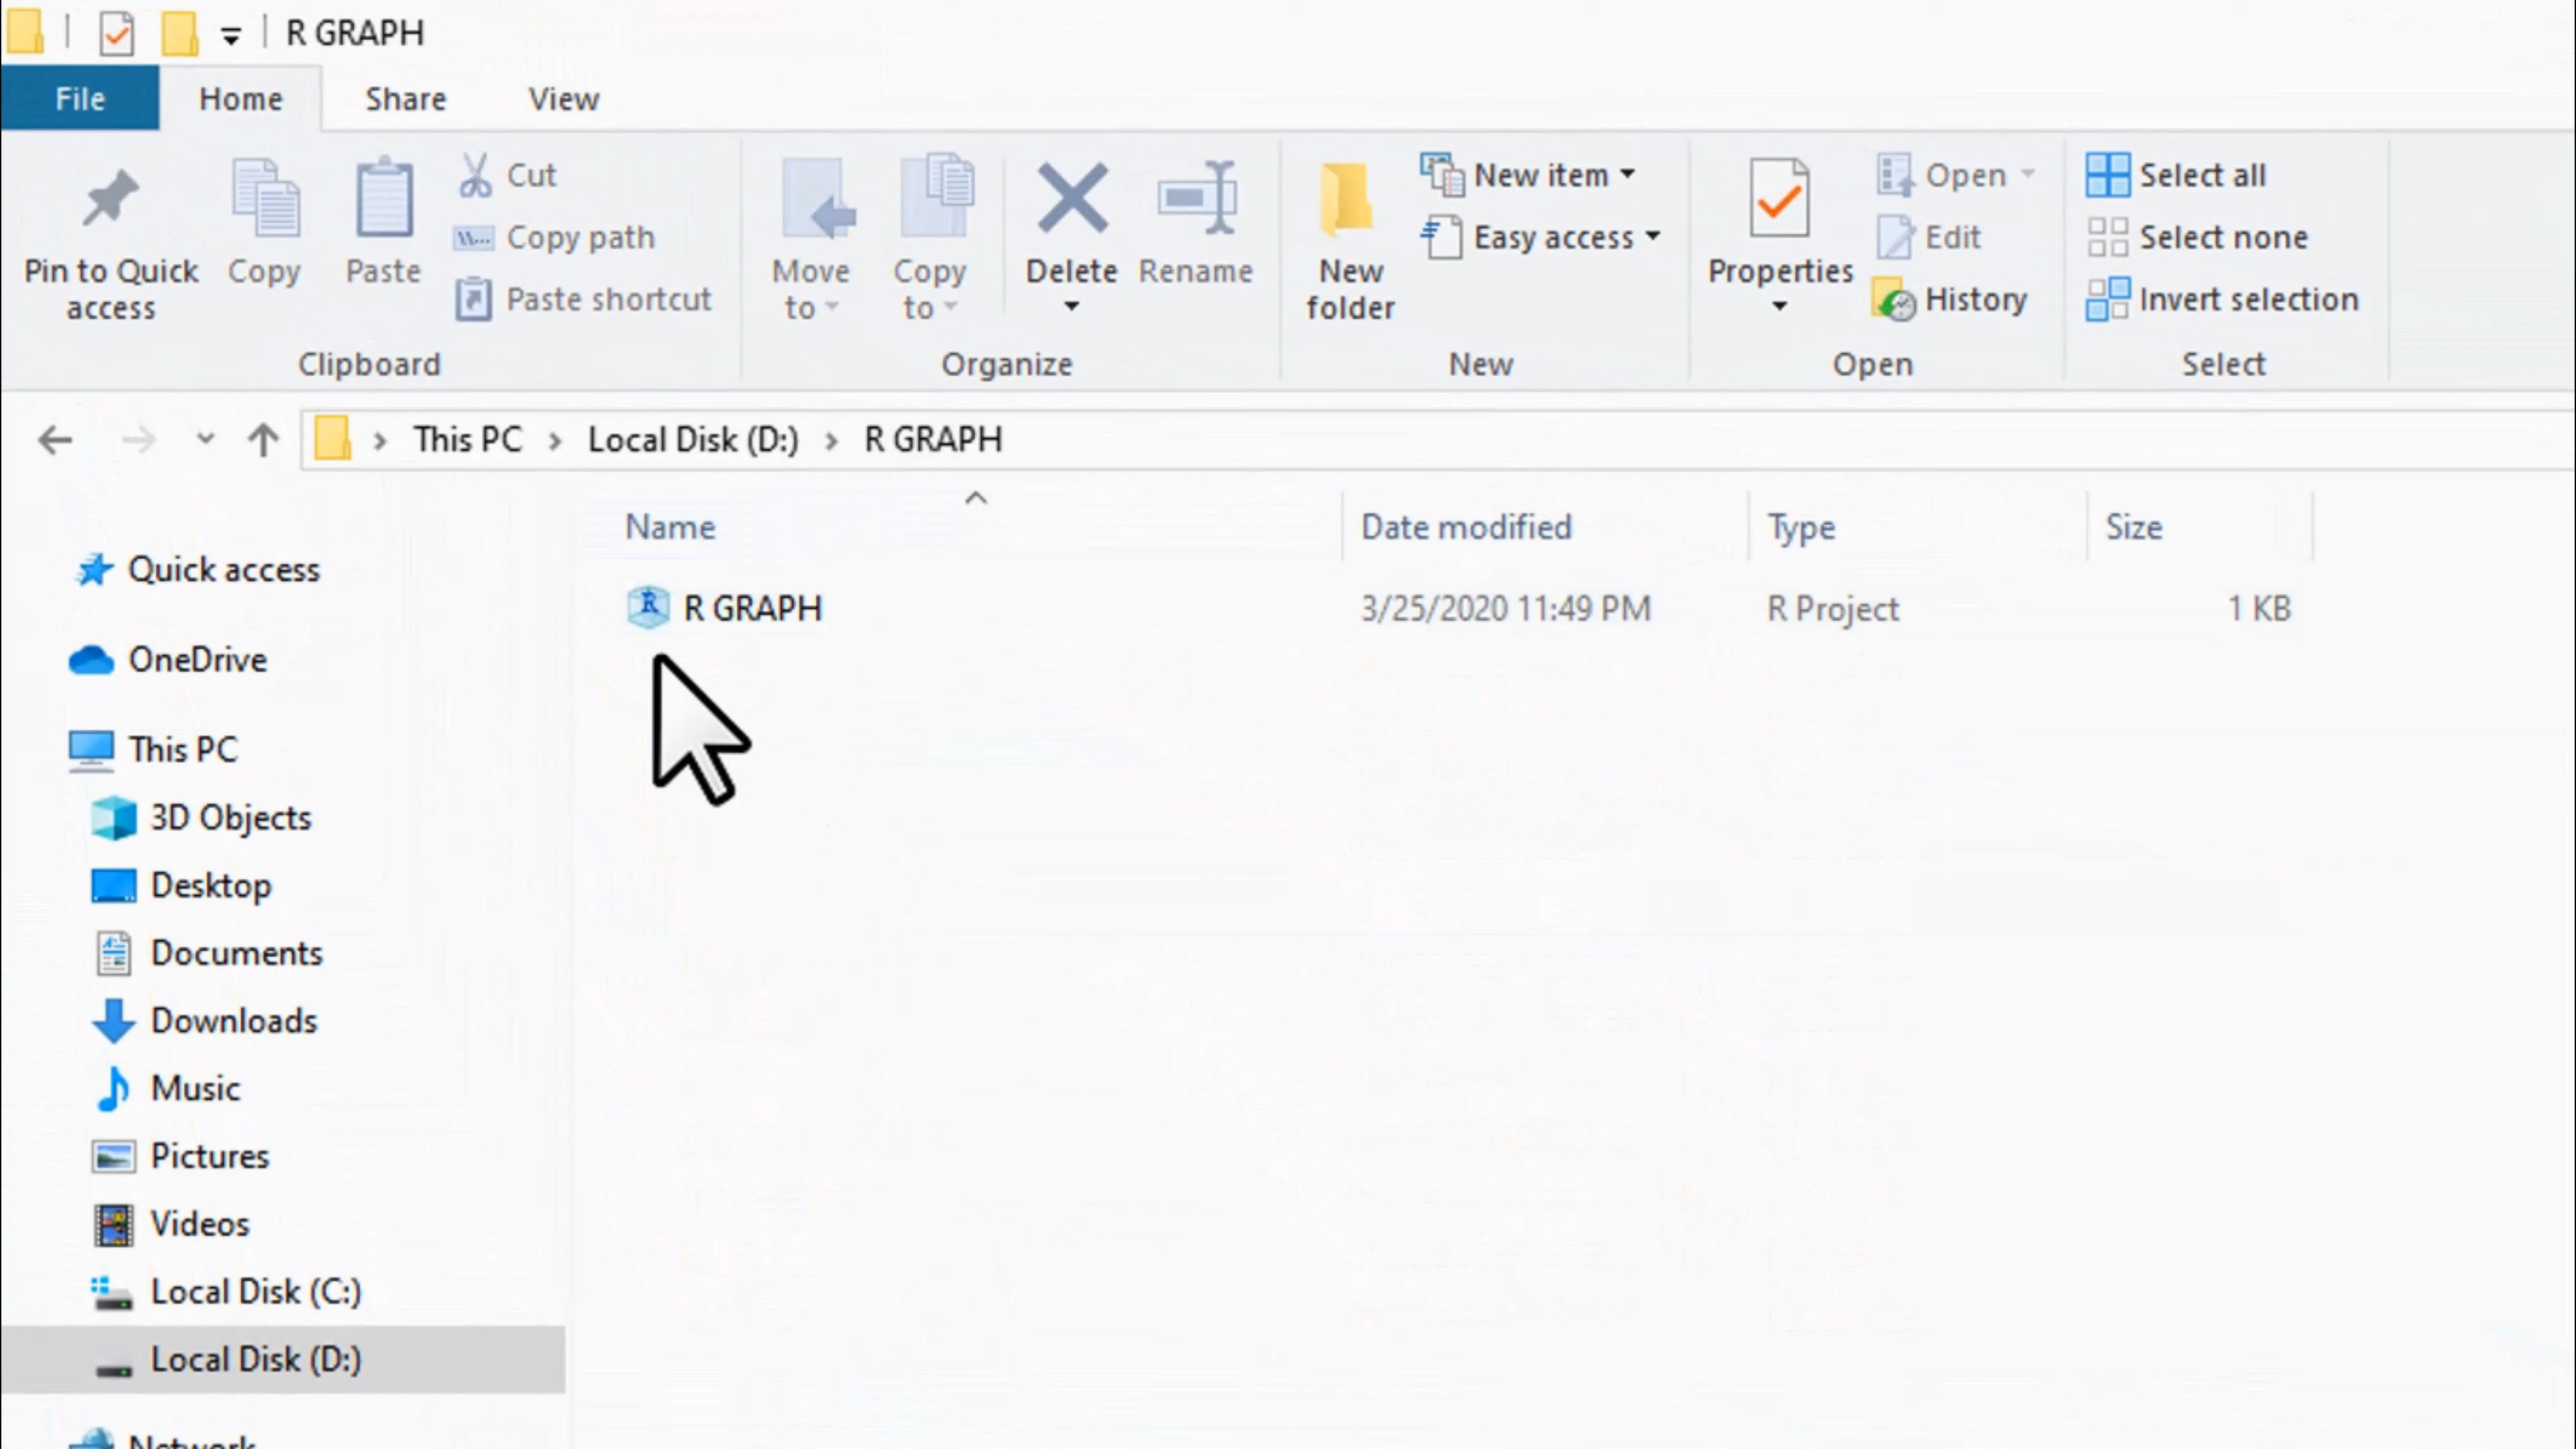 R GRAPH
File Home Share View
Pin to Quick access
Copy
Paste
Cut
Copy path
Paste shortcut
Clipboard
Move to
Copy to
Delete
Rename
Organize
New folder
New item
Easy access
New
Properties
Open
Edit
History
Open
Select all
Select none
Invert selection
Select
This PC › Local Disk (D:) › R GRAPH
Name Date modified Type Size
R GRAPH 3/25/2020 11:49 PM R Project 1 KB
Quick access
OneDrive
This PC
3D Objects
Desktop
Documents
Downloads
Music
Pictures
Videos
Local Disk (C:)
Local Disk (D:)
Network